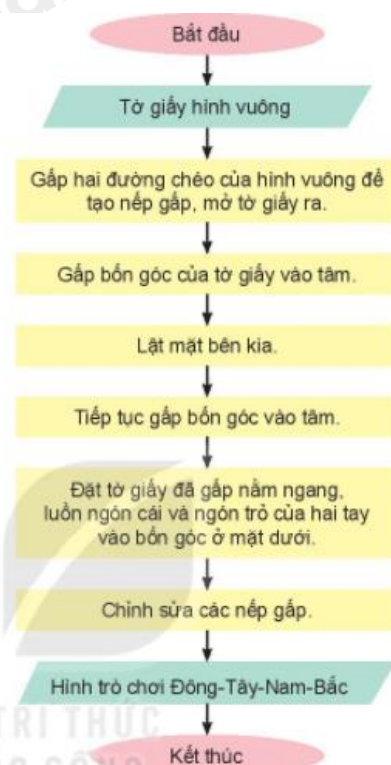 Bắt đầu
Tờ giấy hình vuông
Gấp hai đường chéo của hình vuông để
tạo nếp gấp, mở tờ giấy ra.
Gấp bốn góc của tờ giấy vào tâm.
Lật mặt bên kia.
Tiếp tục gấp bốn góc vào tâm.
Đặt tờ giấy đã gấp nằm ngang,
luồn ngón cái và ngón trỏ của hai tay
vào bốn góc ở mặt dưới.
Chỉnh sửa các nếp gấp.
Hình trò chơi Đông-Tây-Nam-Bắc
TRI THỨC
Kết thúc